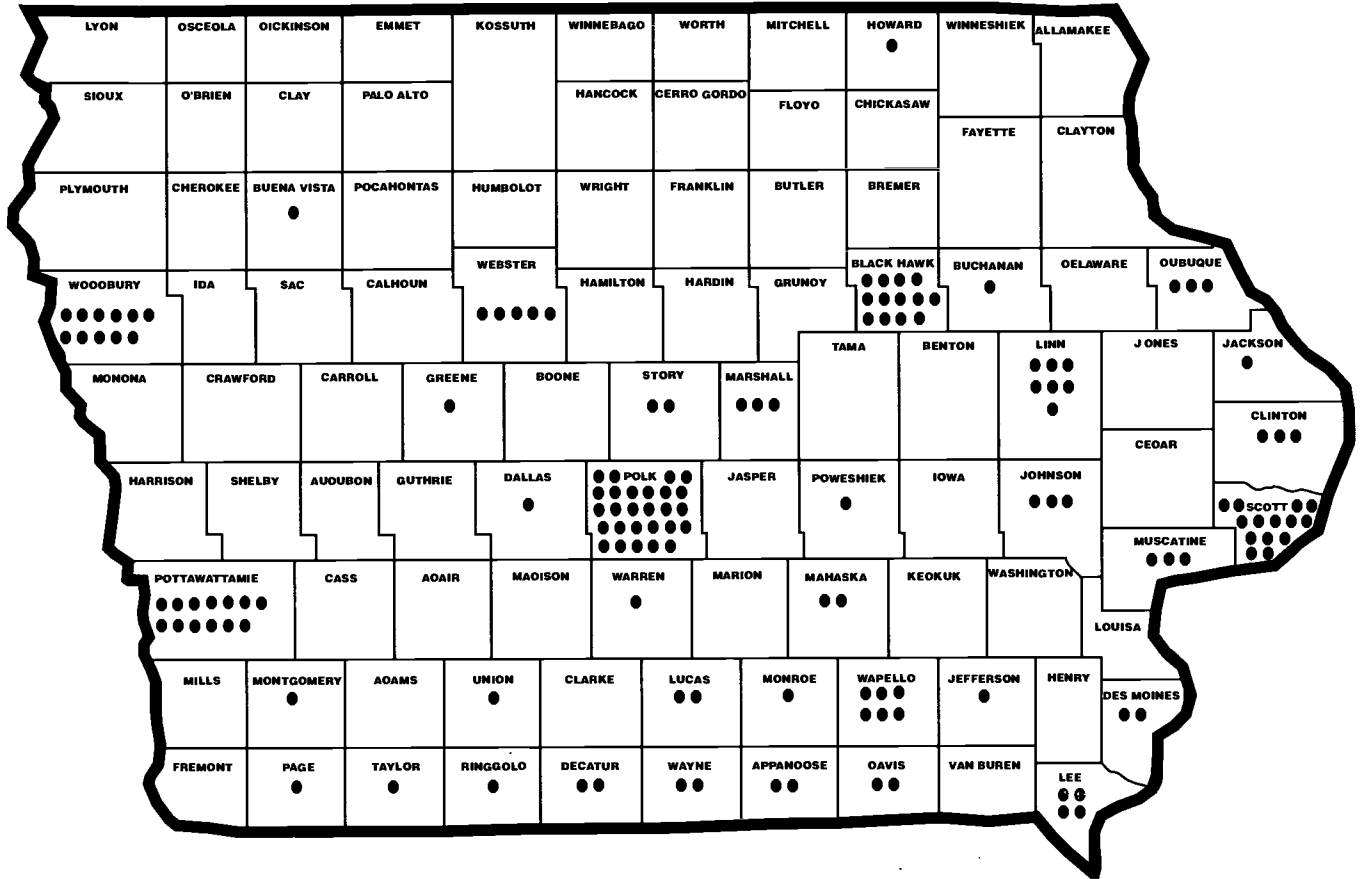 LYON OSCEOLA OICKINSON EMMET KOSSUTH WINNEBAGO WORTH MITCHELL HOWARD WINNESHIEK ALLAMAKEE
SIOUX O'BRIEN CLAY PALO ALTO HANCOCK CERRO GORDO FLOYO CHICKASAW
FAYETTE CLAYTON
PLYMOUTH CHEROKEE BUENA VISTA POCAHONTAS HUMBOLOT WRIGHT FRANKLIN BUTLER BREMER
WEBSTER BLACK HAWK BUCHANAN OELAWARE OUBUQUE
WOOOBURY IDA SAC CALHOUN HAMILTON HARDIN GRUNOY
TAMA BENTON LINN JONES JACKSON
MONONA CRAWFORD CARROLL GREENE BOONE STORY MARSHALL
CLINTON
CEOAR
HARRISON SHELBY AUOUBON GUTHRIE DALLAS POLK JASPER POWESHIEK IOWA JOHNSON
SCOTT
MUSCATINE
POTTAWATTAMIE CASS AOAIR MAOISON WARREN MARION MAHASKA KEOKUK WASHINGTON
LOUISA
MILLS MONTGOMERY AOAMS UNION CLARKE LUCAS MONROE WAPELLO JEFFERSON HENRY
DES MOINES
FREMONT PAGE TAYLOR RINGGOLO DECATUR WAYNE APPANOOSE OAVIS VAN BUREN
LEE